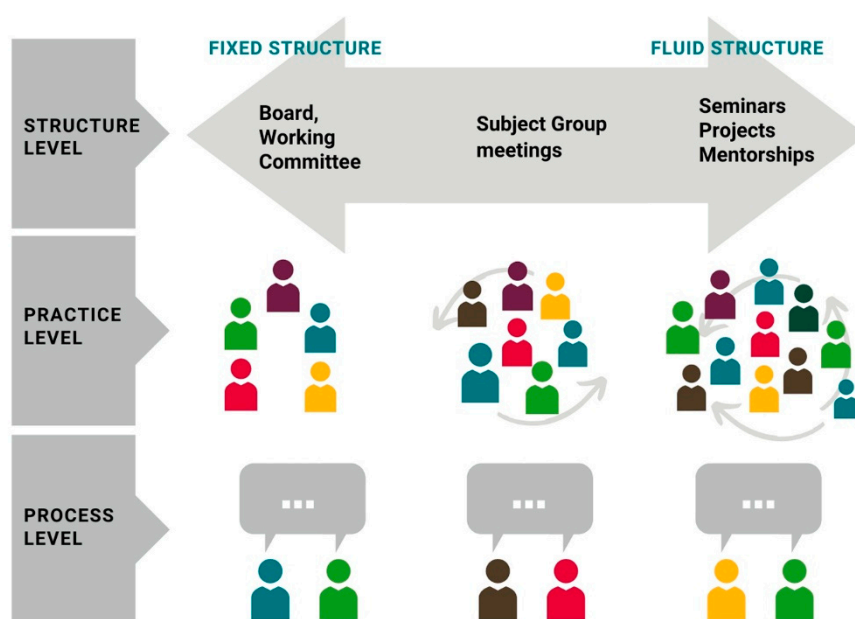 FIXED STRUCTURE
FLUID STRUCTURE
STRUCTURE
LEVEL
Board,
Working
Committee
Subject Group
meetings
Seminars
Projects
Mentorships
PRACTICE
LEVEL
PROCESS
LEVEL
...
...
...